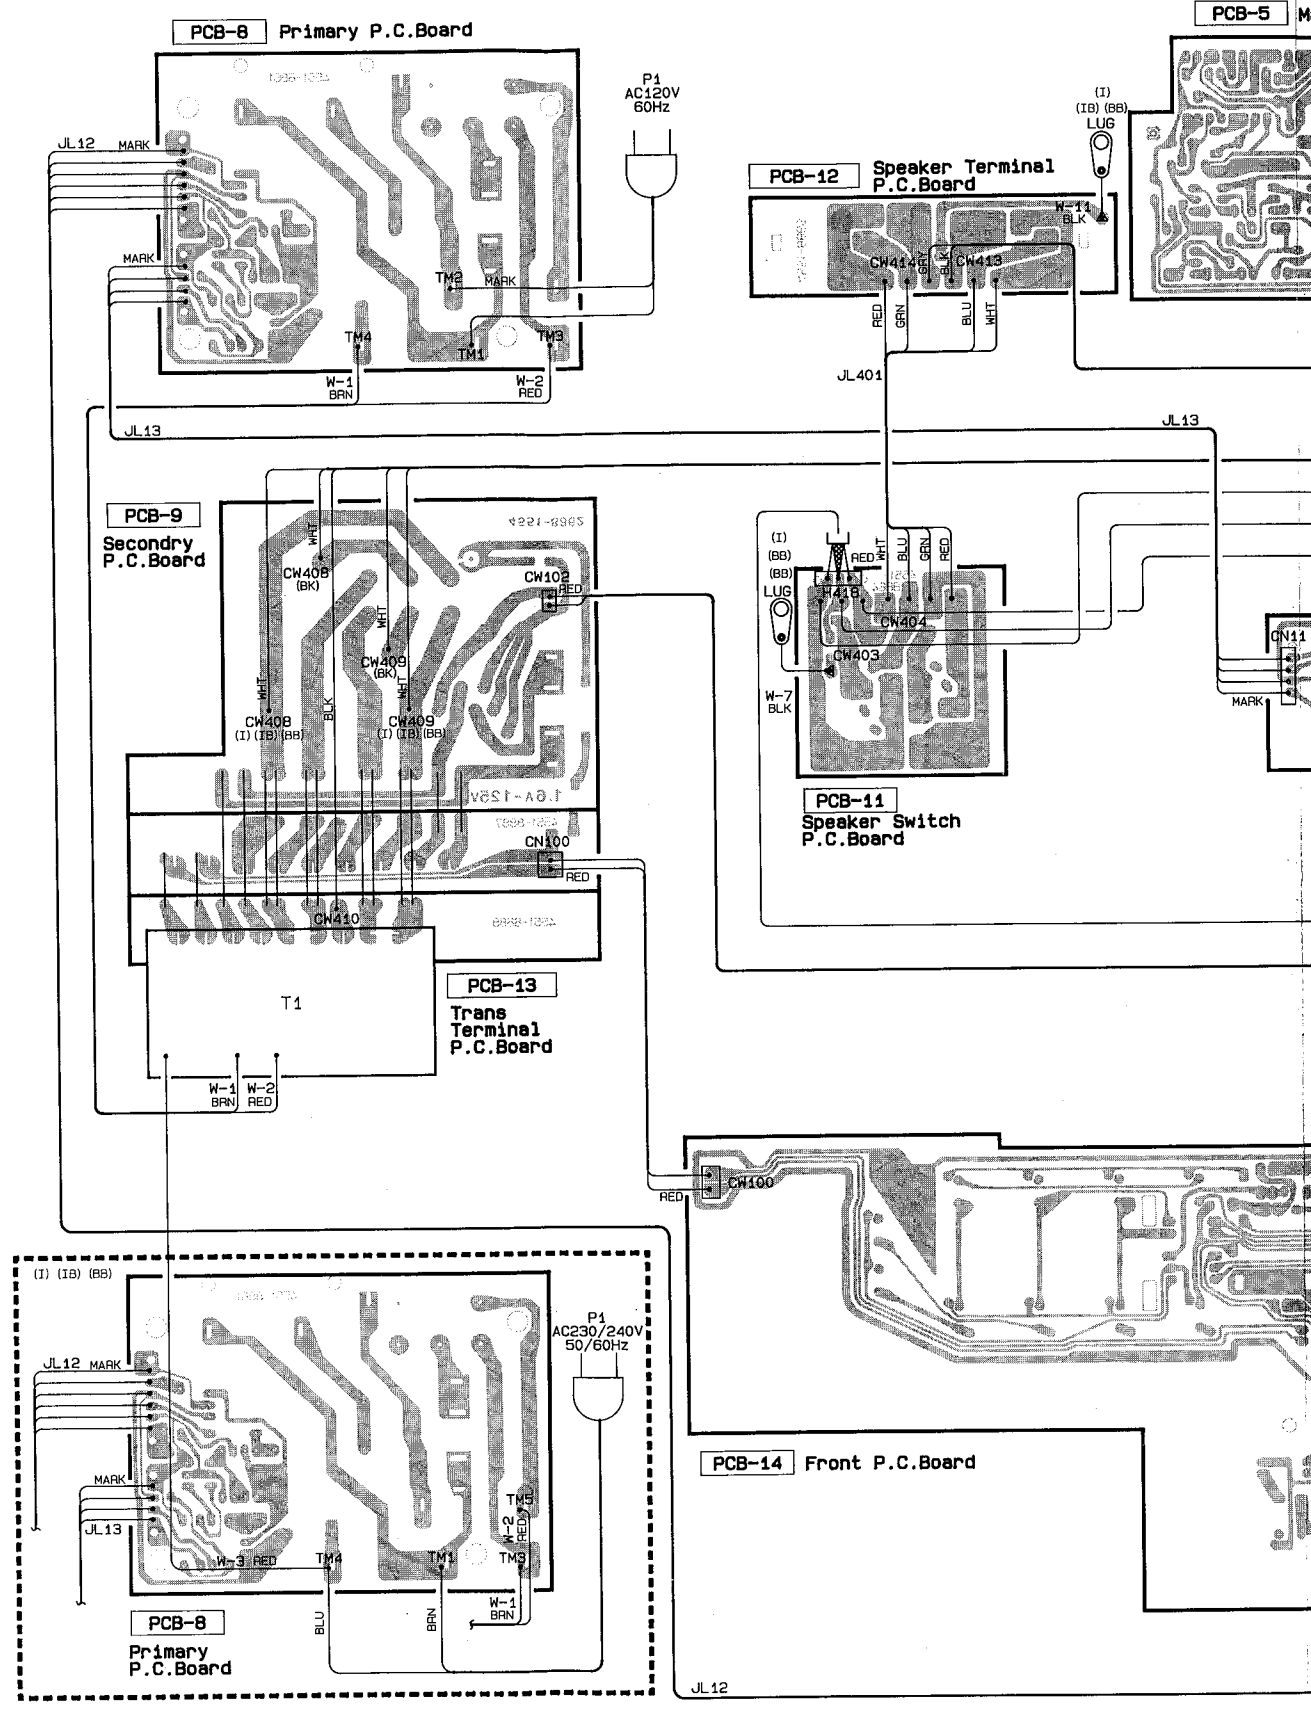 PCB-8 Primary P.C.Board
PCB-5 M
P1
AC120V
60Hz
(I)
(IB) (BB)
LUG
JL12 MARK
PCB-12 Speaker Terminal
P.C.Board
W-11
BLK
MARK
TM2 MARK
CW414 GRY BLK CW413
RED GRN BLU WHT
TM4 TM1 TM3
W-1
BRN
W-2
RED
JL401
JL13
JL13
PCB-9
Secondry
P.C.Board
4551-8862
WHT
CW408
(BK)
CW102
RED
WHT
CW409
(BK)
WHT BLK WHT
CW408
(I) (IB) (BB)
CW409
(I) (IB) (BB)
1.6A-125V
(I)
(BB)
(BB)
LUG
RED WHT BLU GRN RED
H418
CW404
CW403
W-7
BLK
CN11
MARK
PCB-11
Speaker Switch
P.C.Board
CN100
RED
CW410
T1
PCB-13
Trans
Terminal
P.C.Board
W-1 W-2
BRN RED
RED CW100
(I) (IB) (BB)
P1
AC230/240V
50/60Hz
JL12 MARK
MARK
JL13
TM5
W-2
RED
W-3 RED TM4 TM1 TM3
BLU BRN
W-1
BRN
PCB-14 Front P.C.Board
PCB-8
Primary
P.C.Board
JL12